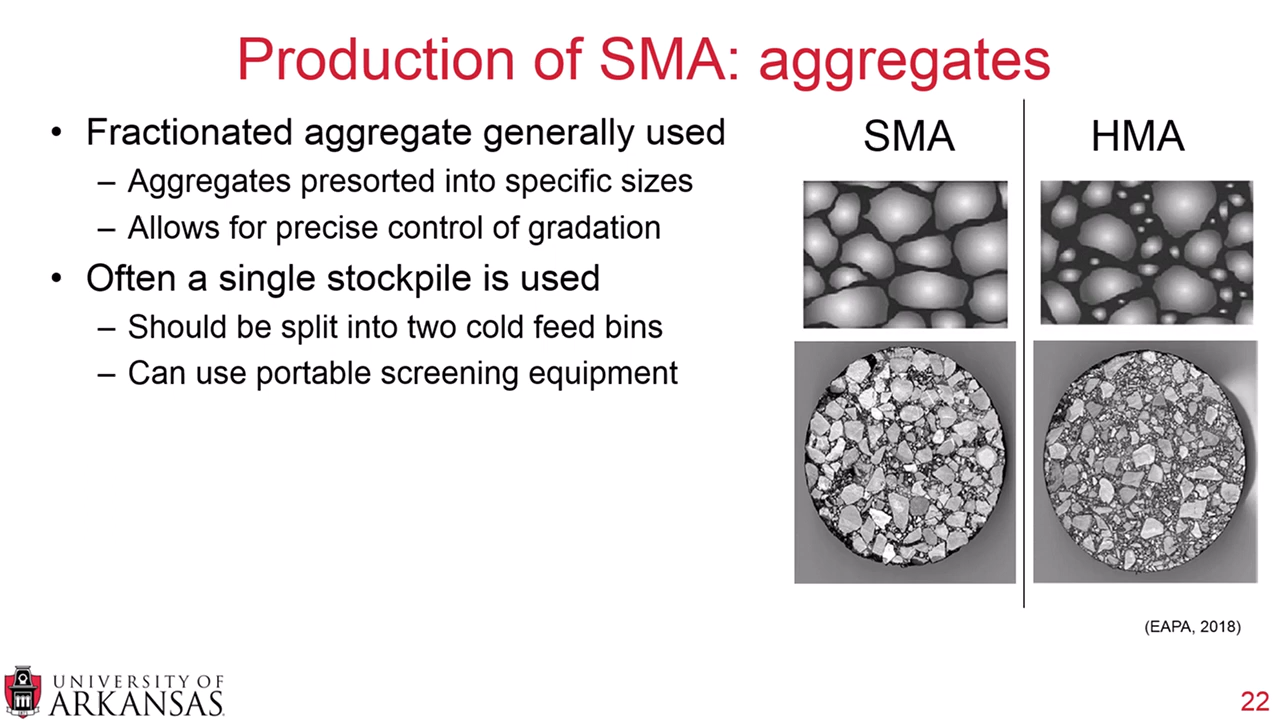 Production of SMA: aggregates
• Fractionated aggregate generally used
– Aggregates presorted into specific sizes
– Allows for precise control of gradation
• Often a single stockpile is used
– Should be split into two cold feed bins
– Can use portable screening equipment
SMA
HMA
(EAPA, 2018)
UNIVERSITY OF
ARKANSAS
22